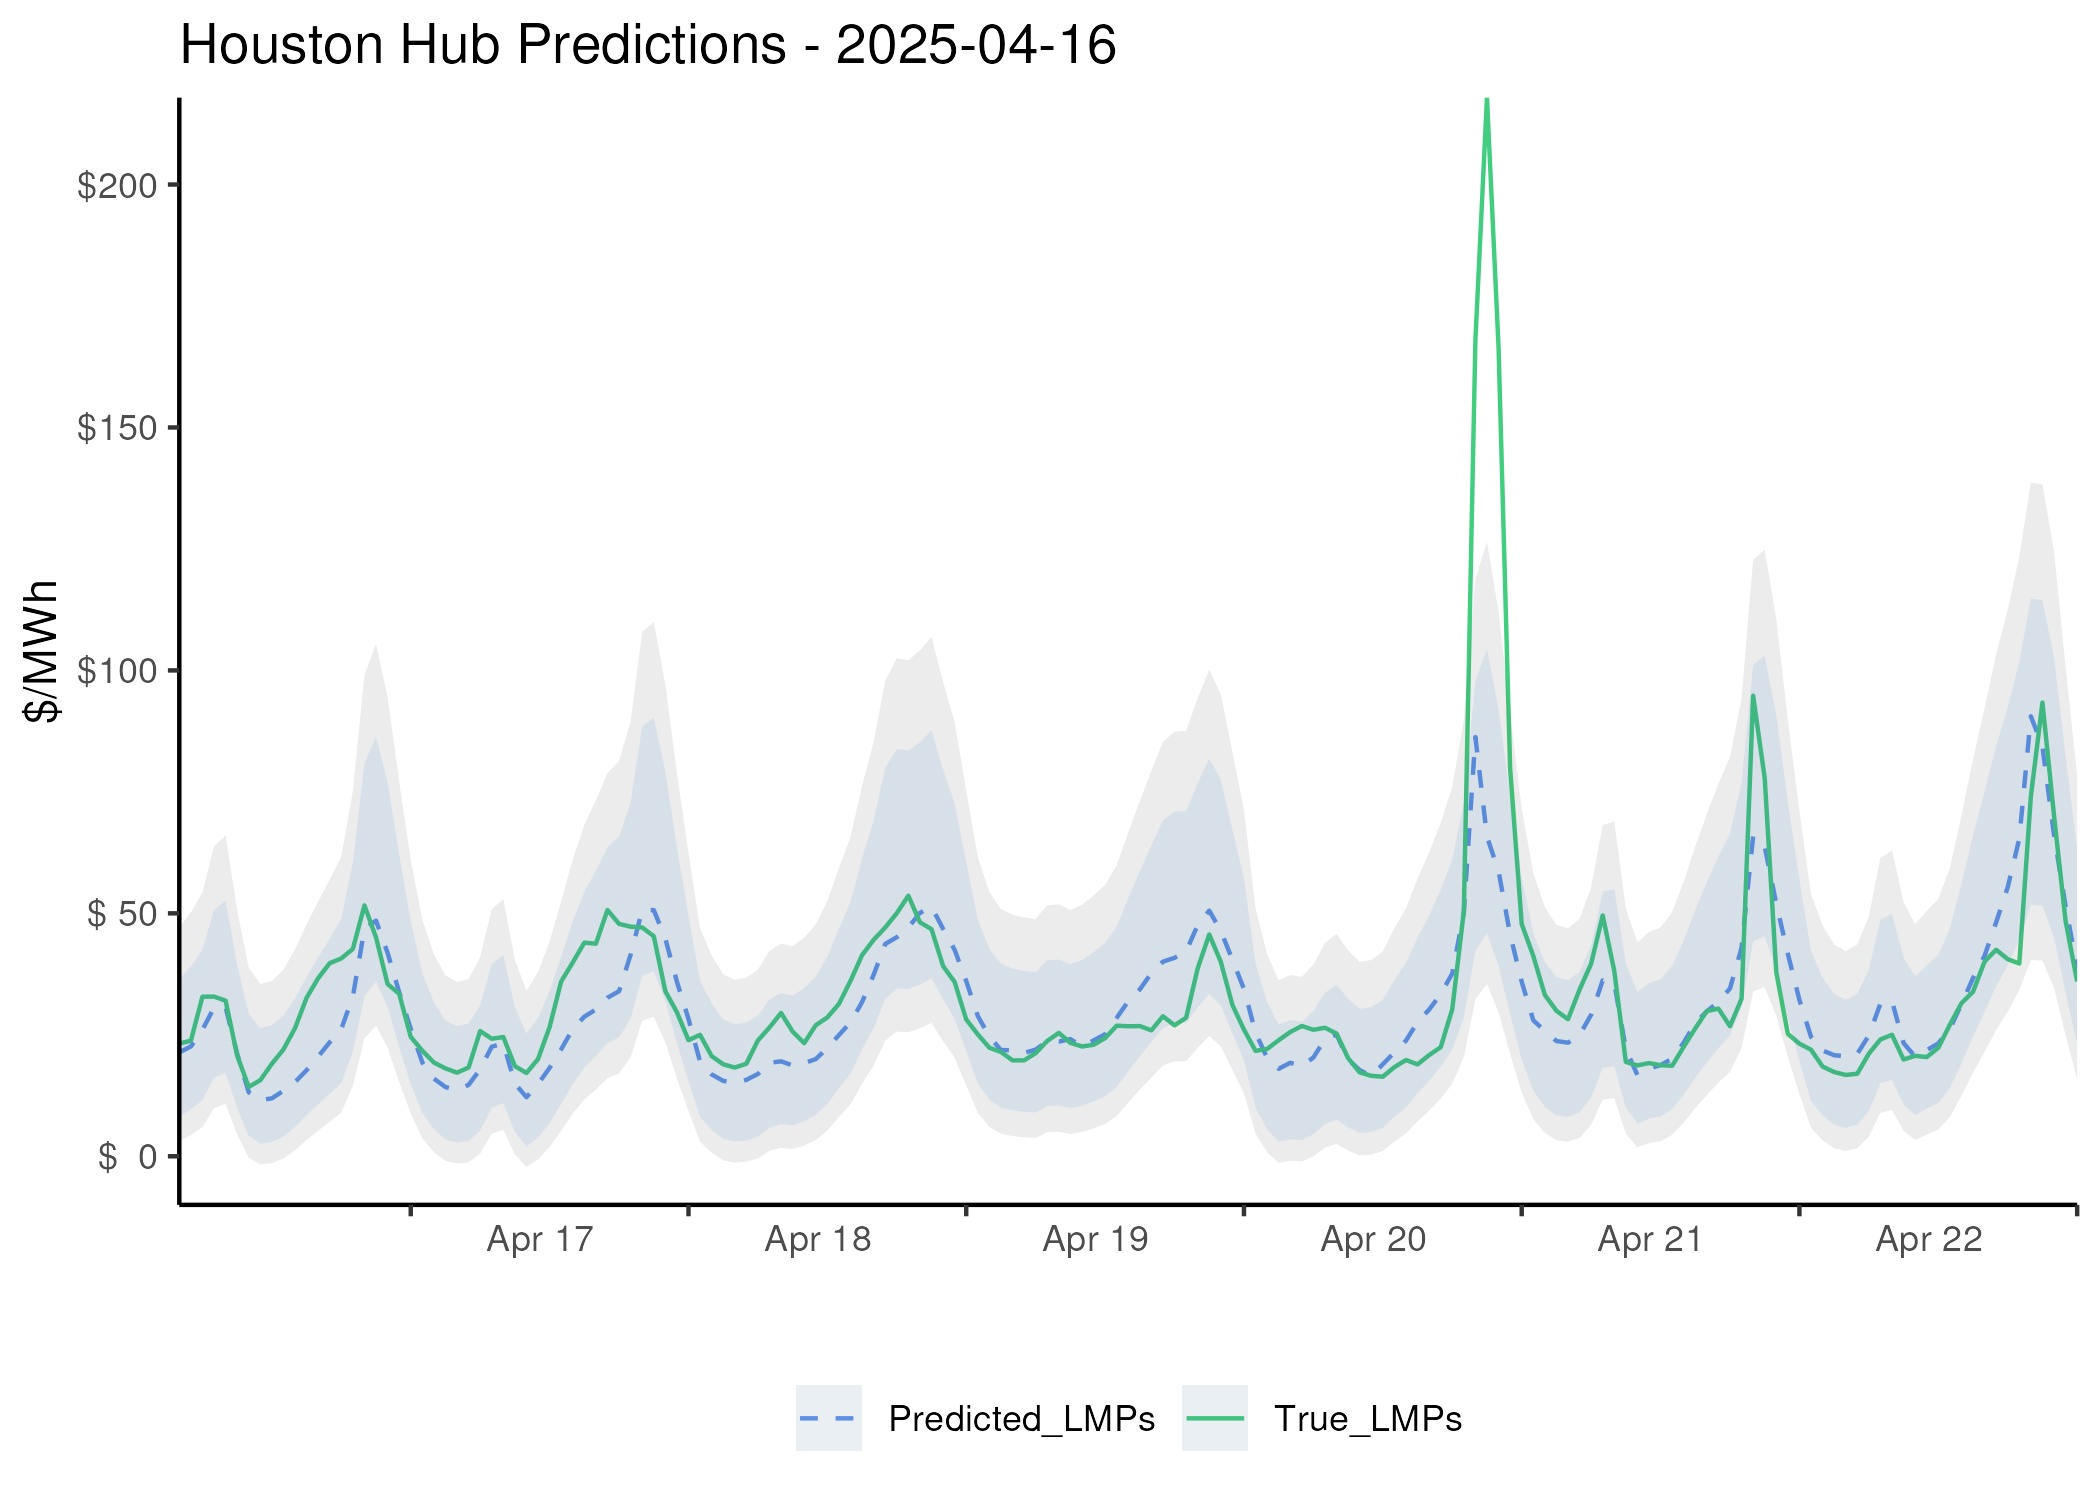 Houston Hub Predictions - 2025-04-16
$/MWh
$200
$150
$100
$ 50
$  0
Apr 17
Apr 18
Apr 19
Apr 20
Apr 21
Apr 22
Predicted_LMPs
True_LMPs